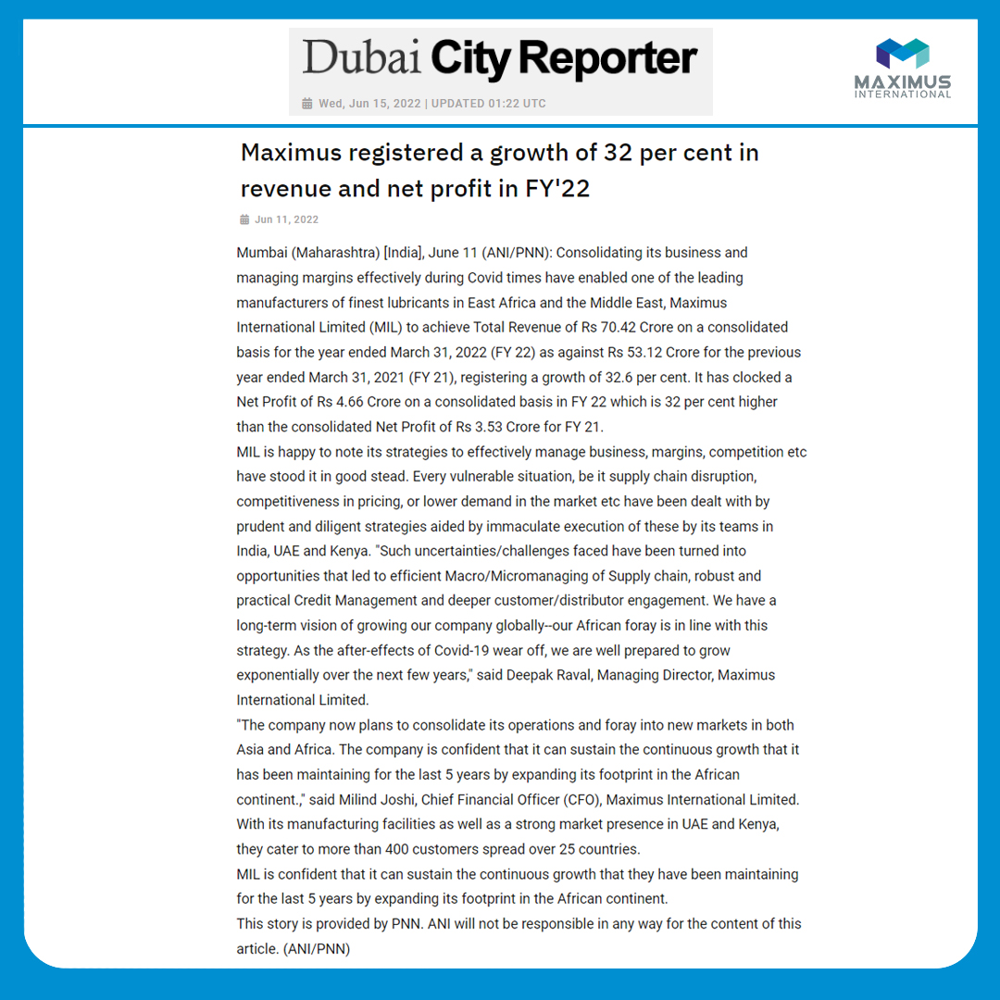 Dubai City Reporter
Wed, Jun 15, 2022 | UPDATED 01:22 UTC
MAXIMUS
INTERNATIONAL
Maximus registered a growth of 32 per cent in
revenue and net profit in FY'22
Jun 11, 2022
Mumbai (Maharashtra) [India], June 11 (ANI/PNN): Consolidating its business and
managing margins effectively during Covid times have enabled one of the leading
manufacturers of finest lubricants in East Africa and the Middle East, Maximus
International Limited (MIL) to achieve Total Revenue of Rs 70.42 Crore on a consolidated
basis for the year ended March 31, 2022 (FY 22) as against Rs 53.12 Crore for the previous
year ended March 31, 2021 (FY 21), registering a growth of 32.6 per cent. It has clocked a
Net Profit of Rs 4.66 Crore on a consolidated basis in FY 22 which is 32 per cent higher
than the consolidated Net Profit of Rs 3.53 Crore for FY 21.
MIL is happy to note its strategies to effectively manage business, margins, competition etc
have stood it in good stead. Every vulnerable situation, be it supply chain disruption,
competitiveness in pricing, or lower demand in the market etc have been dealt with by
prudent and diligent strategies aided by immaculate execution of these by its teams in
India, UAE and Kenya. "Such uncertainties/challenges faced have been turned into
opportunities that led to efficient Macro/Micromanaging of Supply chain, robust and
practical Credit Management and deeper customer/distributor engagement. We have a
long-term vision of growing our company globally--our African foray is in line with this
strategy. As the after-effects of Covid-19 wear off, we are well prepared to grow
exponentially over the next few years," said Deepak Raval, Managing Director, Maximus
International Limited.
"The company now plans to consolidate its operations and foray into new markets in both
Asia and Africa. The company is confident that it can sustain the continuous growth that it
has been maintaining for the last 5 years by expanding its footprint in the African
continent.," said Milind Joshi, Chief Financial Officer (CFO), Maximus International Limited.
With its manufacturing facilities as well as a strong market presence in UAE and Kenya,
they cater to more than 400 customers spread over 25 countries.
MIL is confident that it can sustain the continuous growth that they have been maintaining
for the last 5 years by expanding its footprint in the African continent.
This story is provided by PNN. ANI will not be responsible in any way for the content of this
article. (ANI/PNN)